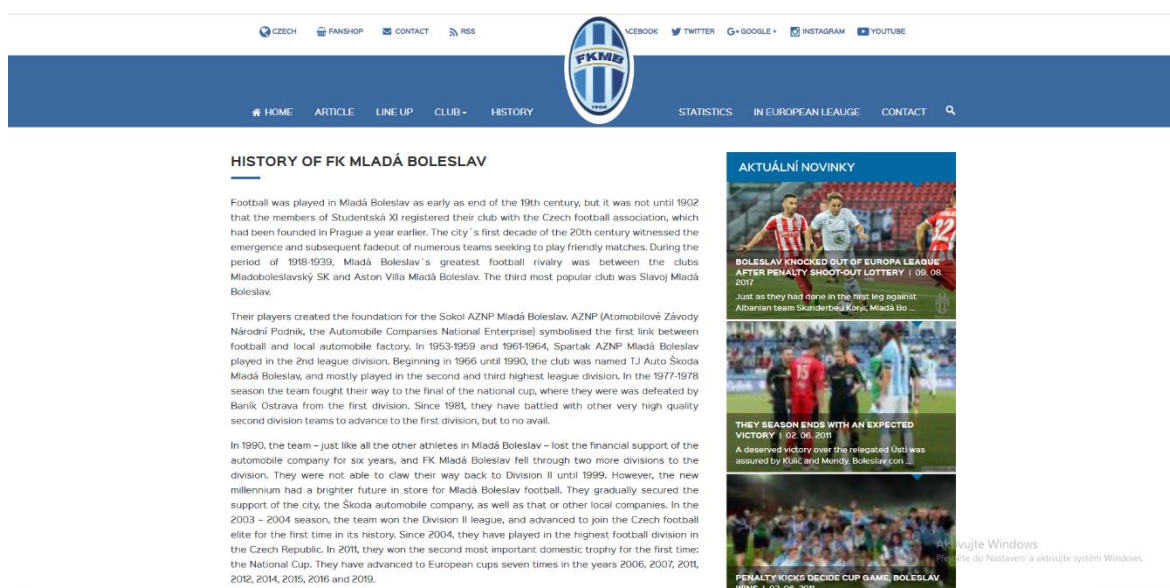 CZECH FANSHOP CONTACT RSS
CEBOOK TWITTER G+ GOOGLE + INSTAGRAM YOUTUBE
FKMB
1902
HOME ARTICLE LINE UP CLUB HISTORY
STATISTICS IN EUROPEAN LEAUGE CONTACT
HISTORY OF FK MLADÁ BOLESLAV
Football was played in Mladá Boleslav as early as end of the 19th century, but it was not until 1902
that the members of Studentská XI registered their club with the Czech football association, which
had been founded in Prague a year earlier. The city´s first decade of the 20th century witnessed the
emergence and subsequent fadeout of numerous teams seeking to play friendly matches. During the
period of 1918-1939, Mladá Boleslav´s greatest football rivalry was between the clubs
Mladoboleslavský SK and Aston Villa Mladá Boleslav. The third most popular club was Slavoj Mladá
Boleslav.
Their players created the foundation for the Sokol AZNP Mladá Boleslav. AZNP (Atomobilové Závody
Národní Podnik, the Automobile Companies National Enterprise) symbolised the first link between
football and local automobile factory. In 1953-1959 and 1961-1964, Spartak AZNP Mladá Boleslav
played in the 2nd league division. Beginning in 1966 until 1990, the club was named TJ Auto Škoda
Mladá Boleslav, and mostly played in the second and third highest league division. In the 1977-1978
season the team fought their way to the final of the national cup, where they were was defeated by
Baník Ostrava from the first division. Since 1981, they have battled with other very high quality
second division teams to advance to the first division, but to no avail.
In 1990, the team – just like all the other athletes in Mladá Boleslav – lost the financial support of the
automobile company for six years, and FK Mladá Boleslav fell through two more divisions to the
division. They were not able to claw their way back to Division II until 1999. However, the new
millennium had a brighter future in store for Mladá Boleslav football. They gradually secured the
support of the city, the Škoda automobile company, as well as that or other local companies. In the
2003 – 2004 season, the team won the Division II league, and advanced to join the Czech football
elite for the first time in its history. Since 2004, they have played in the highest football division in
the Czech Republic. In 2011, they won the second most important domestic trophy for the first time:
the National Cup. They have advanced to European cups seven times in the years 2006, 2007, 2011,
2012, 2014, 2015, 2016 and 2019.
AKTUÁLNÍ NOVINKY
BOLESLAV KNOCKED OUT OF EUROPA LEAGUE
AFTER PENALTY SHOOT-OUT LOTTERY | 09. 08.
2017
Just as they had done in the first leg against
Albanian team Skanderbeu Korjë, Mladá Bo ...
THEY SEASON ENDS WITH AN EXPECTED
VICTORY | 02. 06. 2011
A deserved victory over the relegated Ústí was
assured by Kulič and Mendy. Boleslav con ...
PENALTY KICKS DECIDE CUP GAME, BOLESLAV
Windows
aktivujte systém Windows.